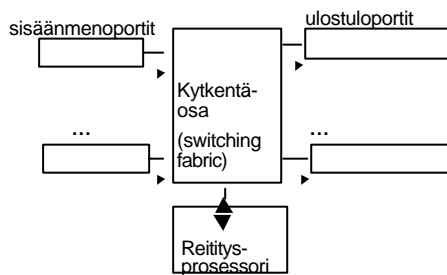 sisäänmenoportit
ulostuloportit
Kytkentä-
osa
(switching
fabric)
...
...
Reititys-
prosessori